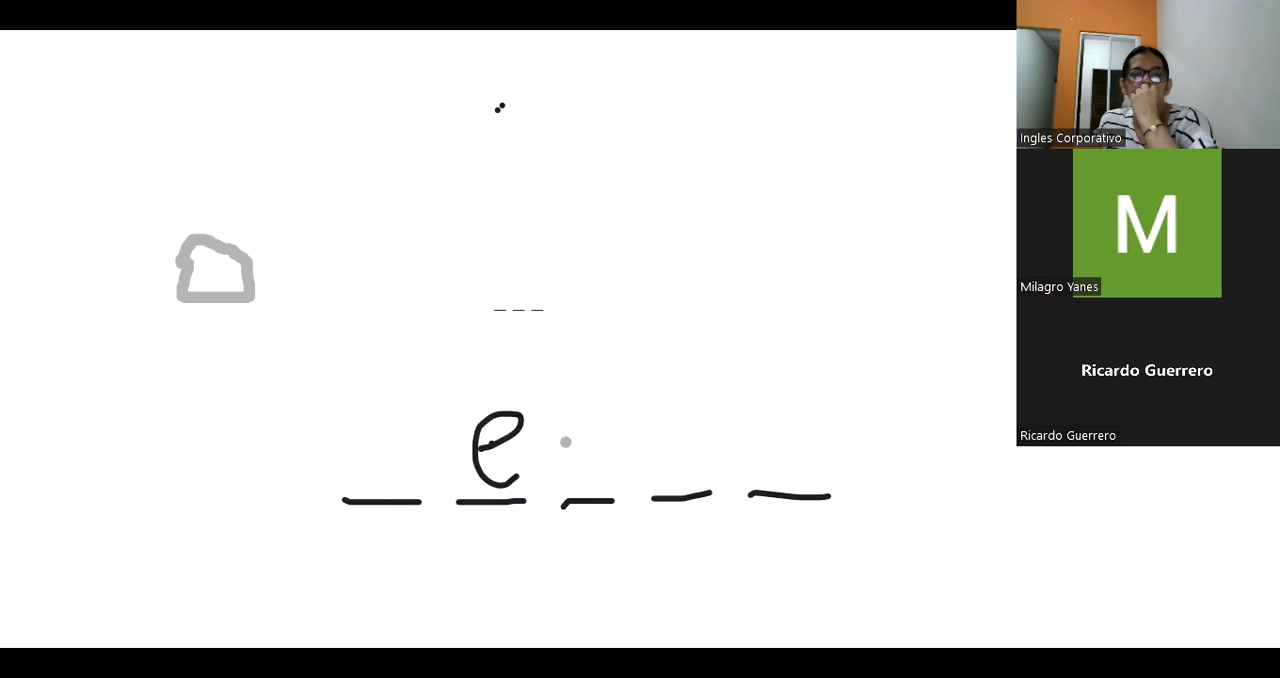 Ingles Corporativo
M
Milagro Yanes
Ricardo Guerrero
Ricardo Guerrero
_ _ _
e
_ _ _ _ _